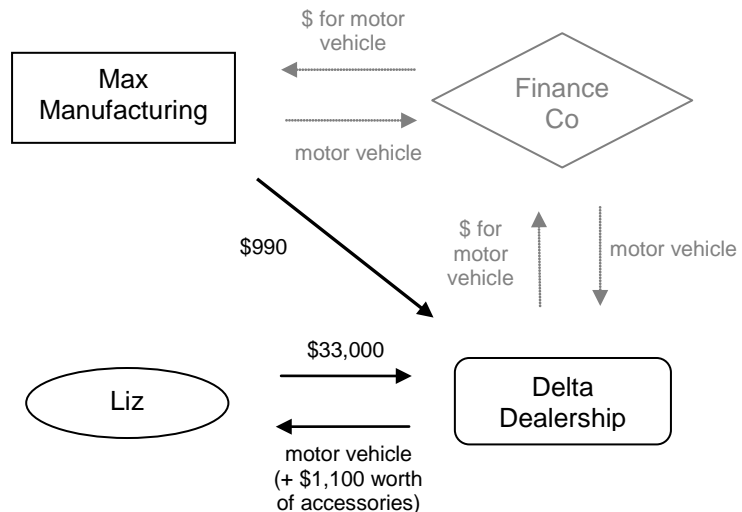 $ for motor
vehicle
Max
Manufacturing
Finance
Co
motor vehicle
$990
$ for
motor
vehicle
motor vehicle
$33,000
Liz
Delta
Dealership
motor vehicle
(+ $1,100 worth
of accessories)